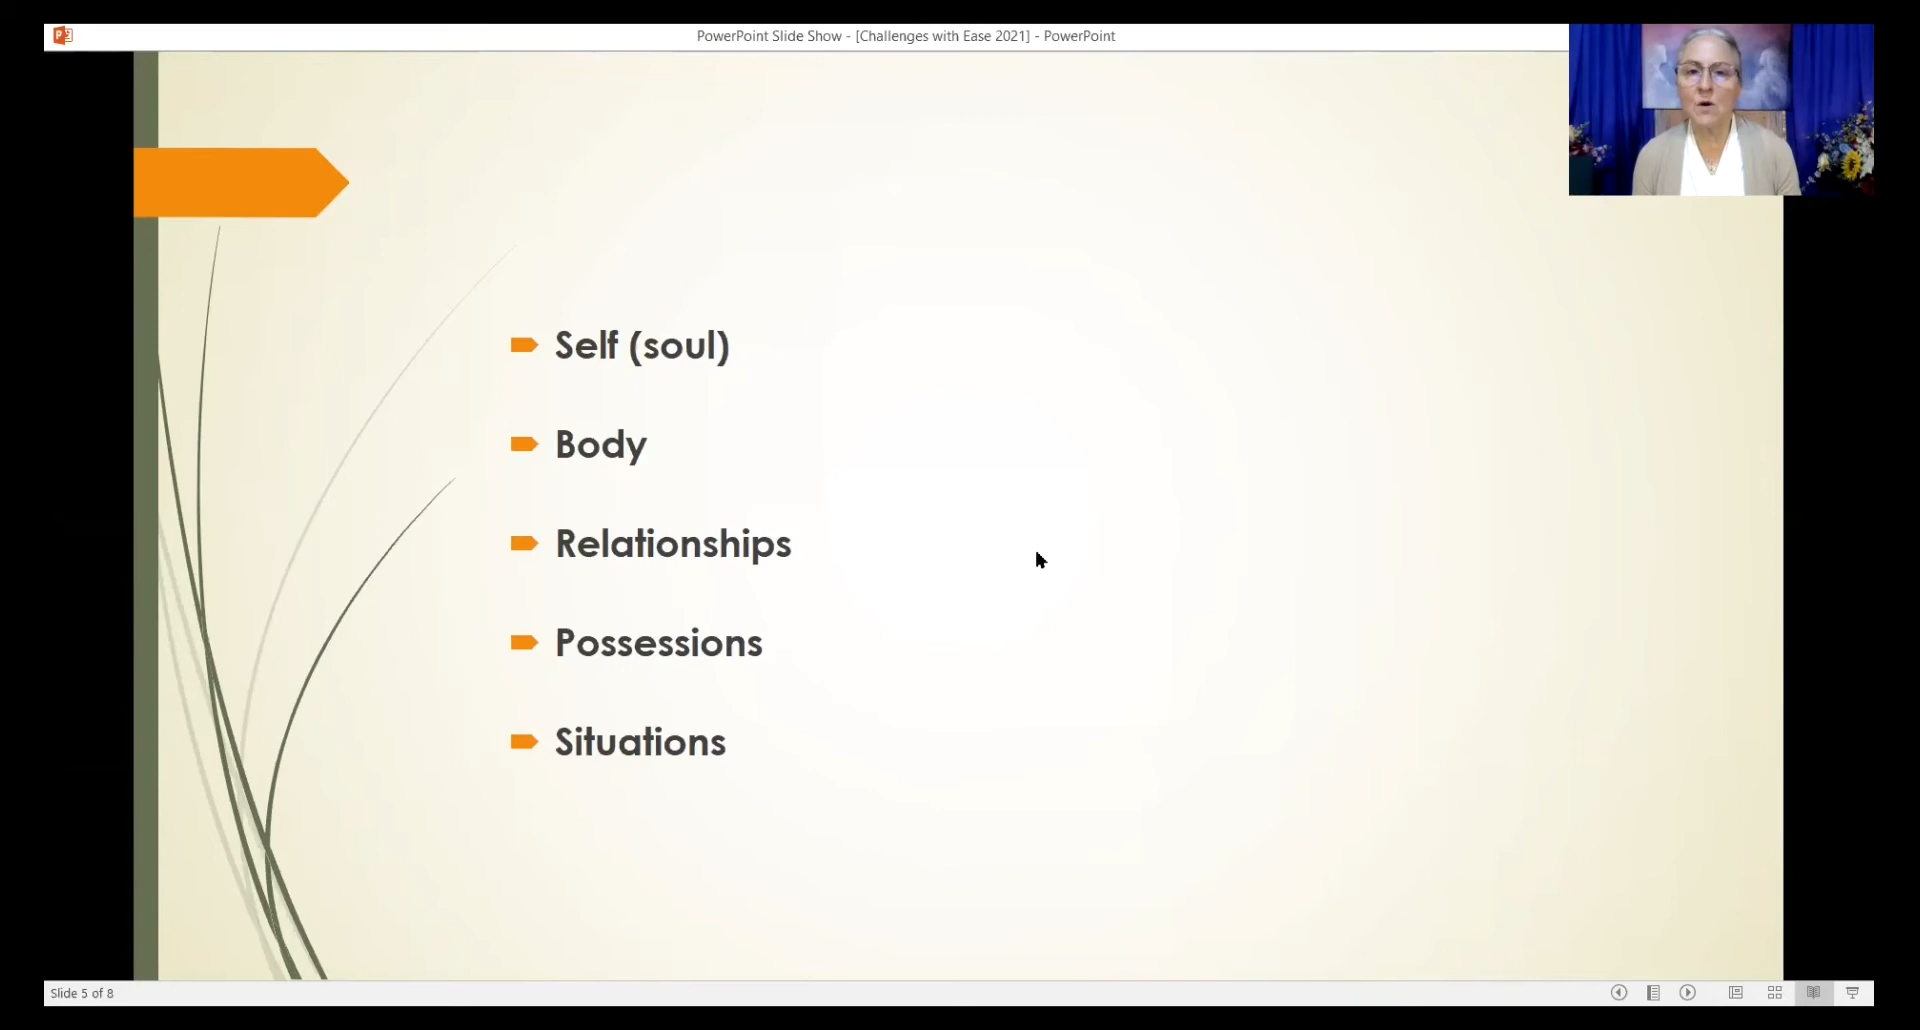 PowerPoint Slide Show - [Challenges with Ease 2021] - PowerPoint
Self (soul)
Body
Relationships
Possessions
Situations
Slide 5 of 8